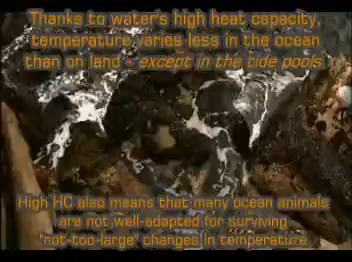 Thanks to water's high heat capacity,
temperature varies less in the ocean
than on land - except in the tide pools
High HC also means that many ocean animals
are not well-adapted for surviving
"not-too-large" changes in temperature